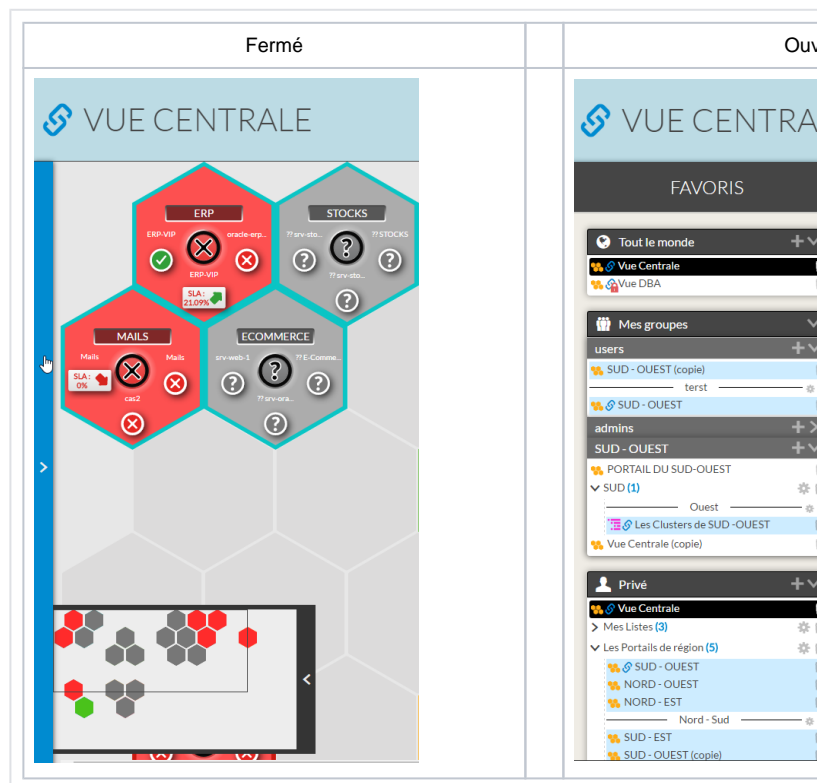 Fermé
VUE CENTRALE
ERP
ERP-VIP
oracle-erp...
ERP-VIP
SLA :
21.09%
STOCKS
?? srv-sto...
?? STOCKS
?? srv-sto...
MAILS
Mails
Mails
SLA :
0%
cas2
ECOMMERCE
srv-web-1
?? E-Comme...
?? srv-ora...
Ouv
VUE CENTRA
FAVORIS
Tout le monde
Vue Centrale
Vue DBA
Mes groupes
users
SUD - OUEST (copie)
terst
SUD - OUEST
admins
SUD - OUEST
PORTAIL DU SUD-OUEST
SUD (1)
Ouest
Les Clusters de SUD -OUEST
Vue Centrale (copie)
Privé
Vue Centrale
Mes Listes (3)
Les Portails de région (5)
SUD - OUEST
NORD - OUEST
NORD - EST
Nord - Sud
SUD - EST
SUD - OUEST (copie)